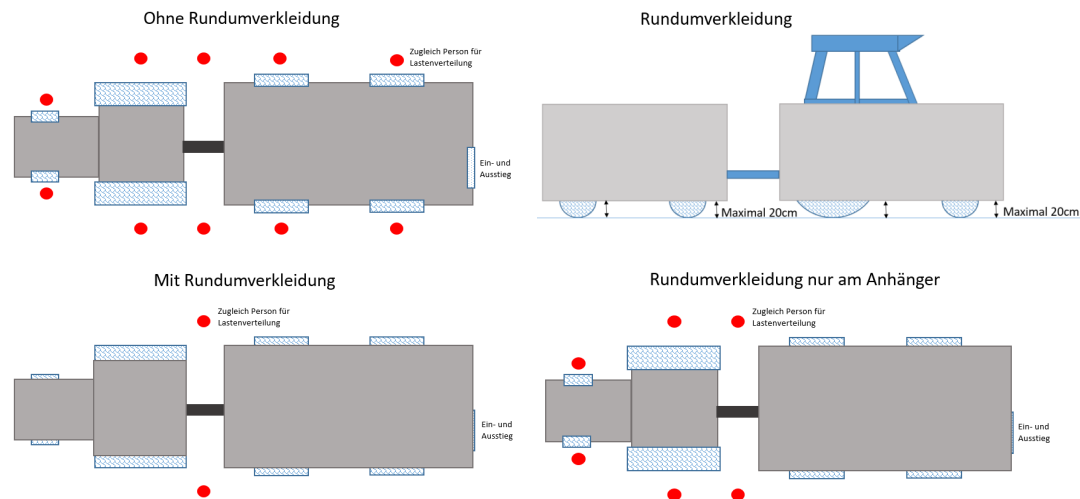 Ohne Rundumverkleidung
Zugleich Person für
Lastenverteilung
Ein- und
Ausstieg
Rundumverkleidung
Maximal 20cm
Maximal 20cm
Mit Rundumverkleidung
Zugleich Person für
Lastenverteilung
Ein- und
Ausstieg
Rundumverkleidung nur am Anhänger
Zugleich Person für
Lastenverteilung
Ein- und
Ausstieg